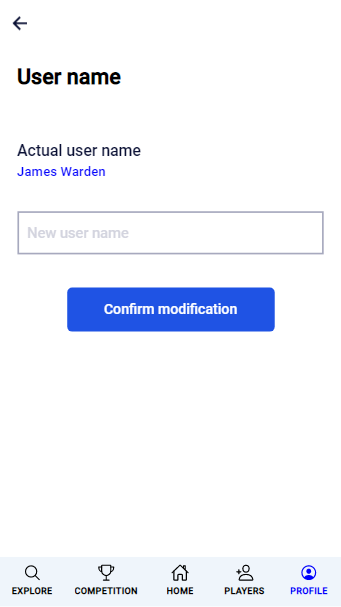 User name
Actual user name
James Warden
New user name
Confirm modification
EXPLORE COMPETITION HOME PLAYERS PROFILE